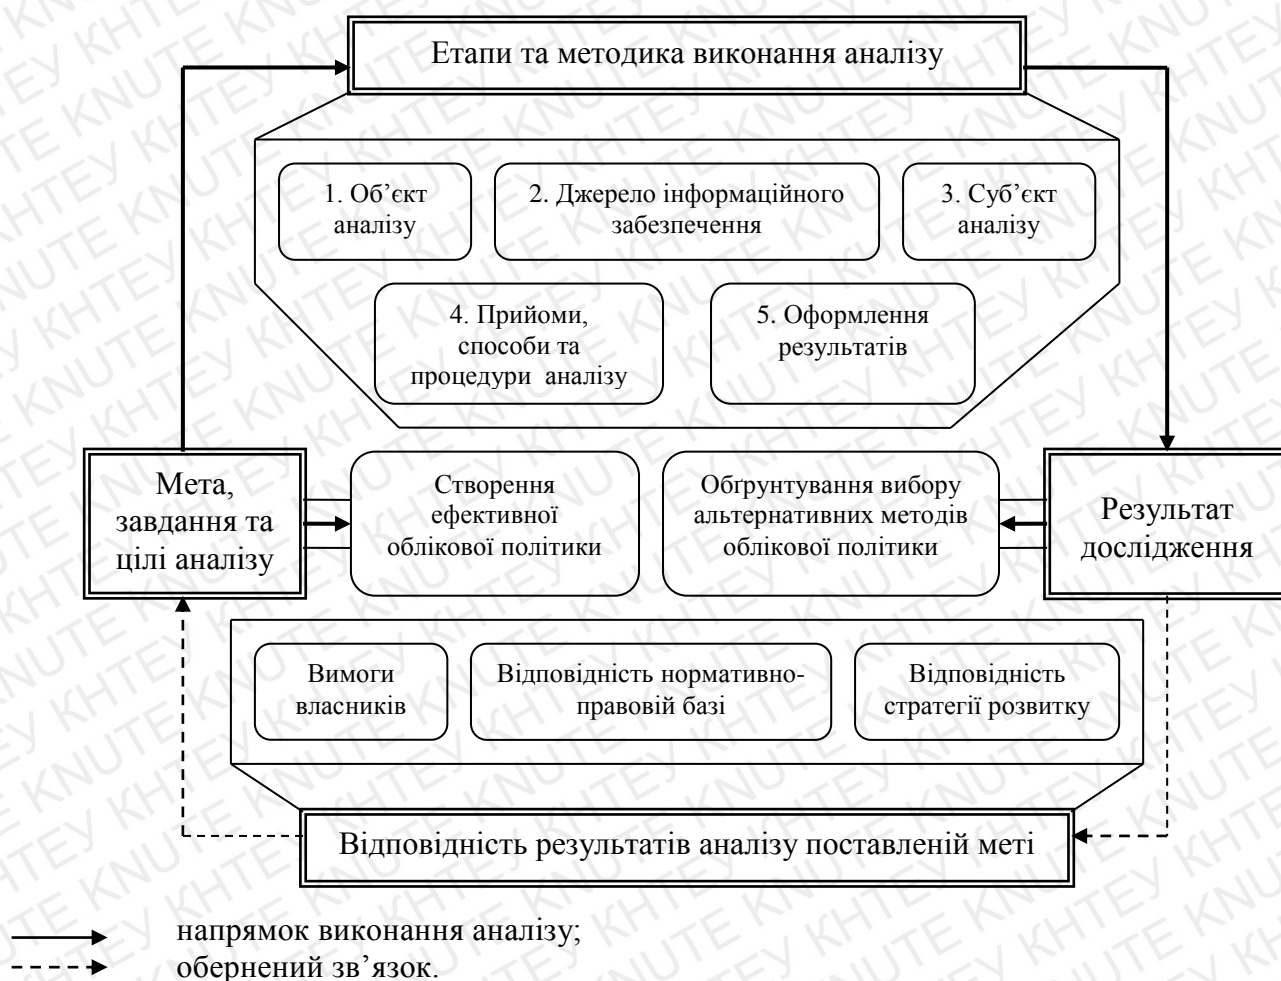 Етапи та методика виконання аналізу
1. Об’єкт
аналізу
2. Джерело інформаційного
забезпечення
3. Суб’єкт
аналізу
4. Прийоми,
способи та
процедури аналізу
5. Оформлення
результатів
Мета,
завдання та
цілі аналізу
Створення
ефективної
облікової політики
Обґрунтування вибору
альтернативних методів
облікової політики
Результат
дослідження
Вимоги
власників
Відповідність нормативно-
правовій базі
Відповідність
стратегії розвитку
Відповідність результатів аналізу поставленій меті
напрямок виконання аналізу;
обернений зв’язок.